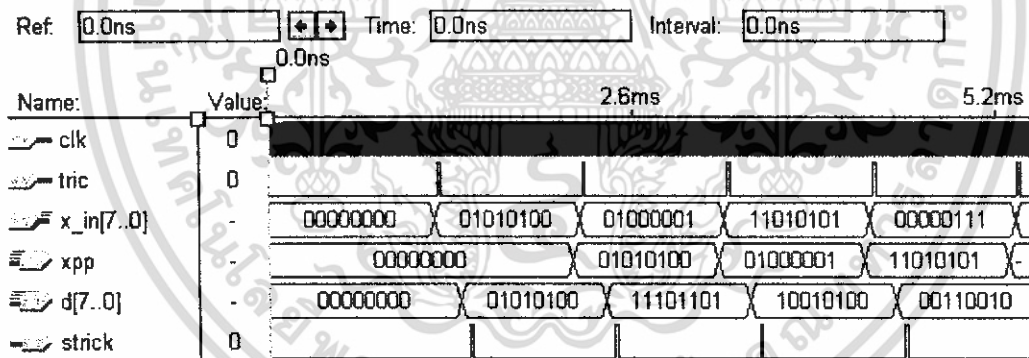 Ref: 0.0ns Time: 0.0ns Interval: 0.0ns
0.0ns
Name: Value: 2.6ms 5.2ms
clk 0
tric 0
x_in[7..0] - 00000000 01010100 01000001 11010101 00000111
xpp - 00000000 01010100 01000001 11010101 -
d[7..0] - 00000000 01010100 11101101 10010100 00110010
strick 0